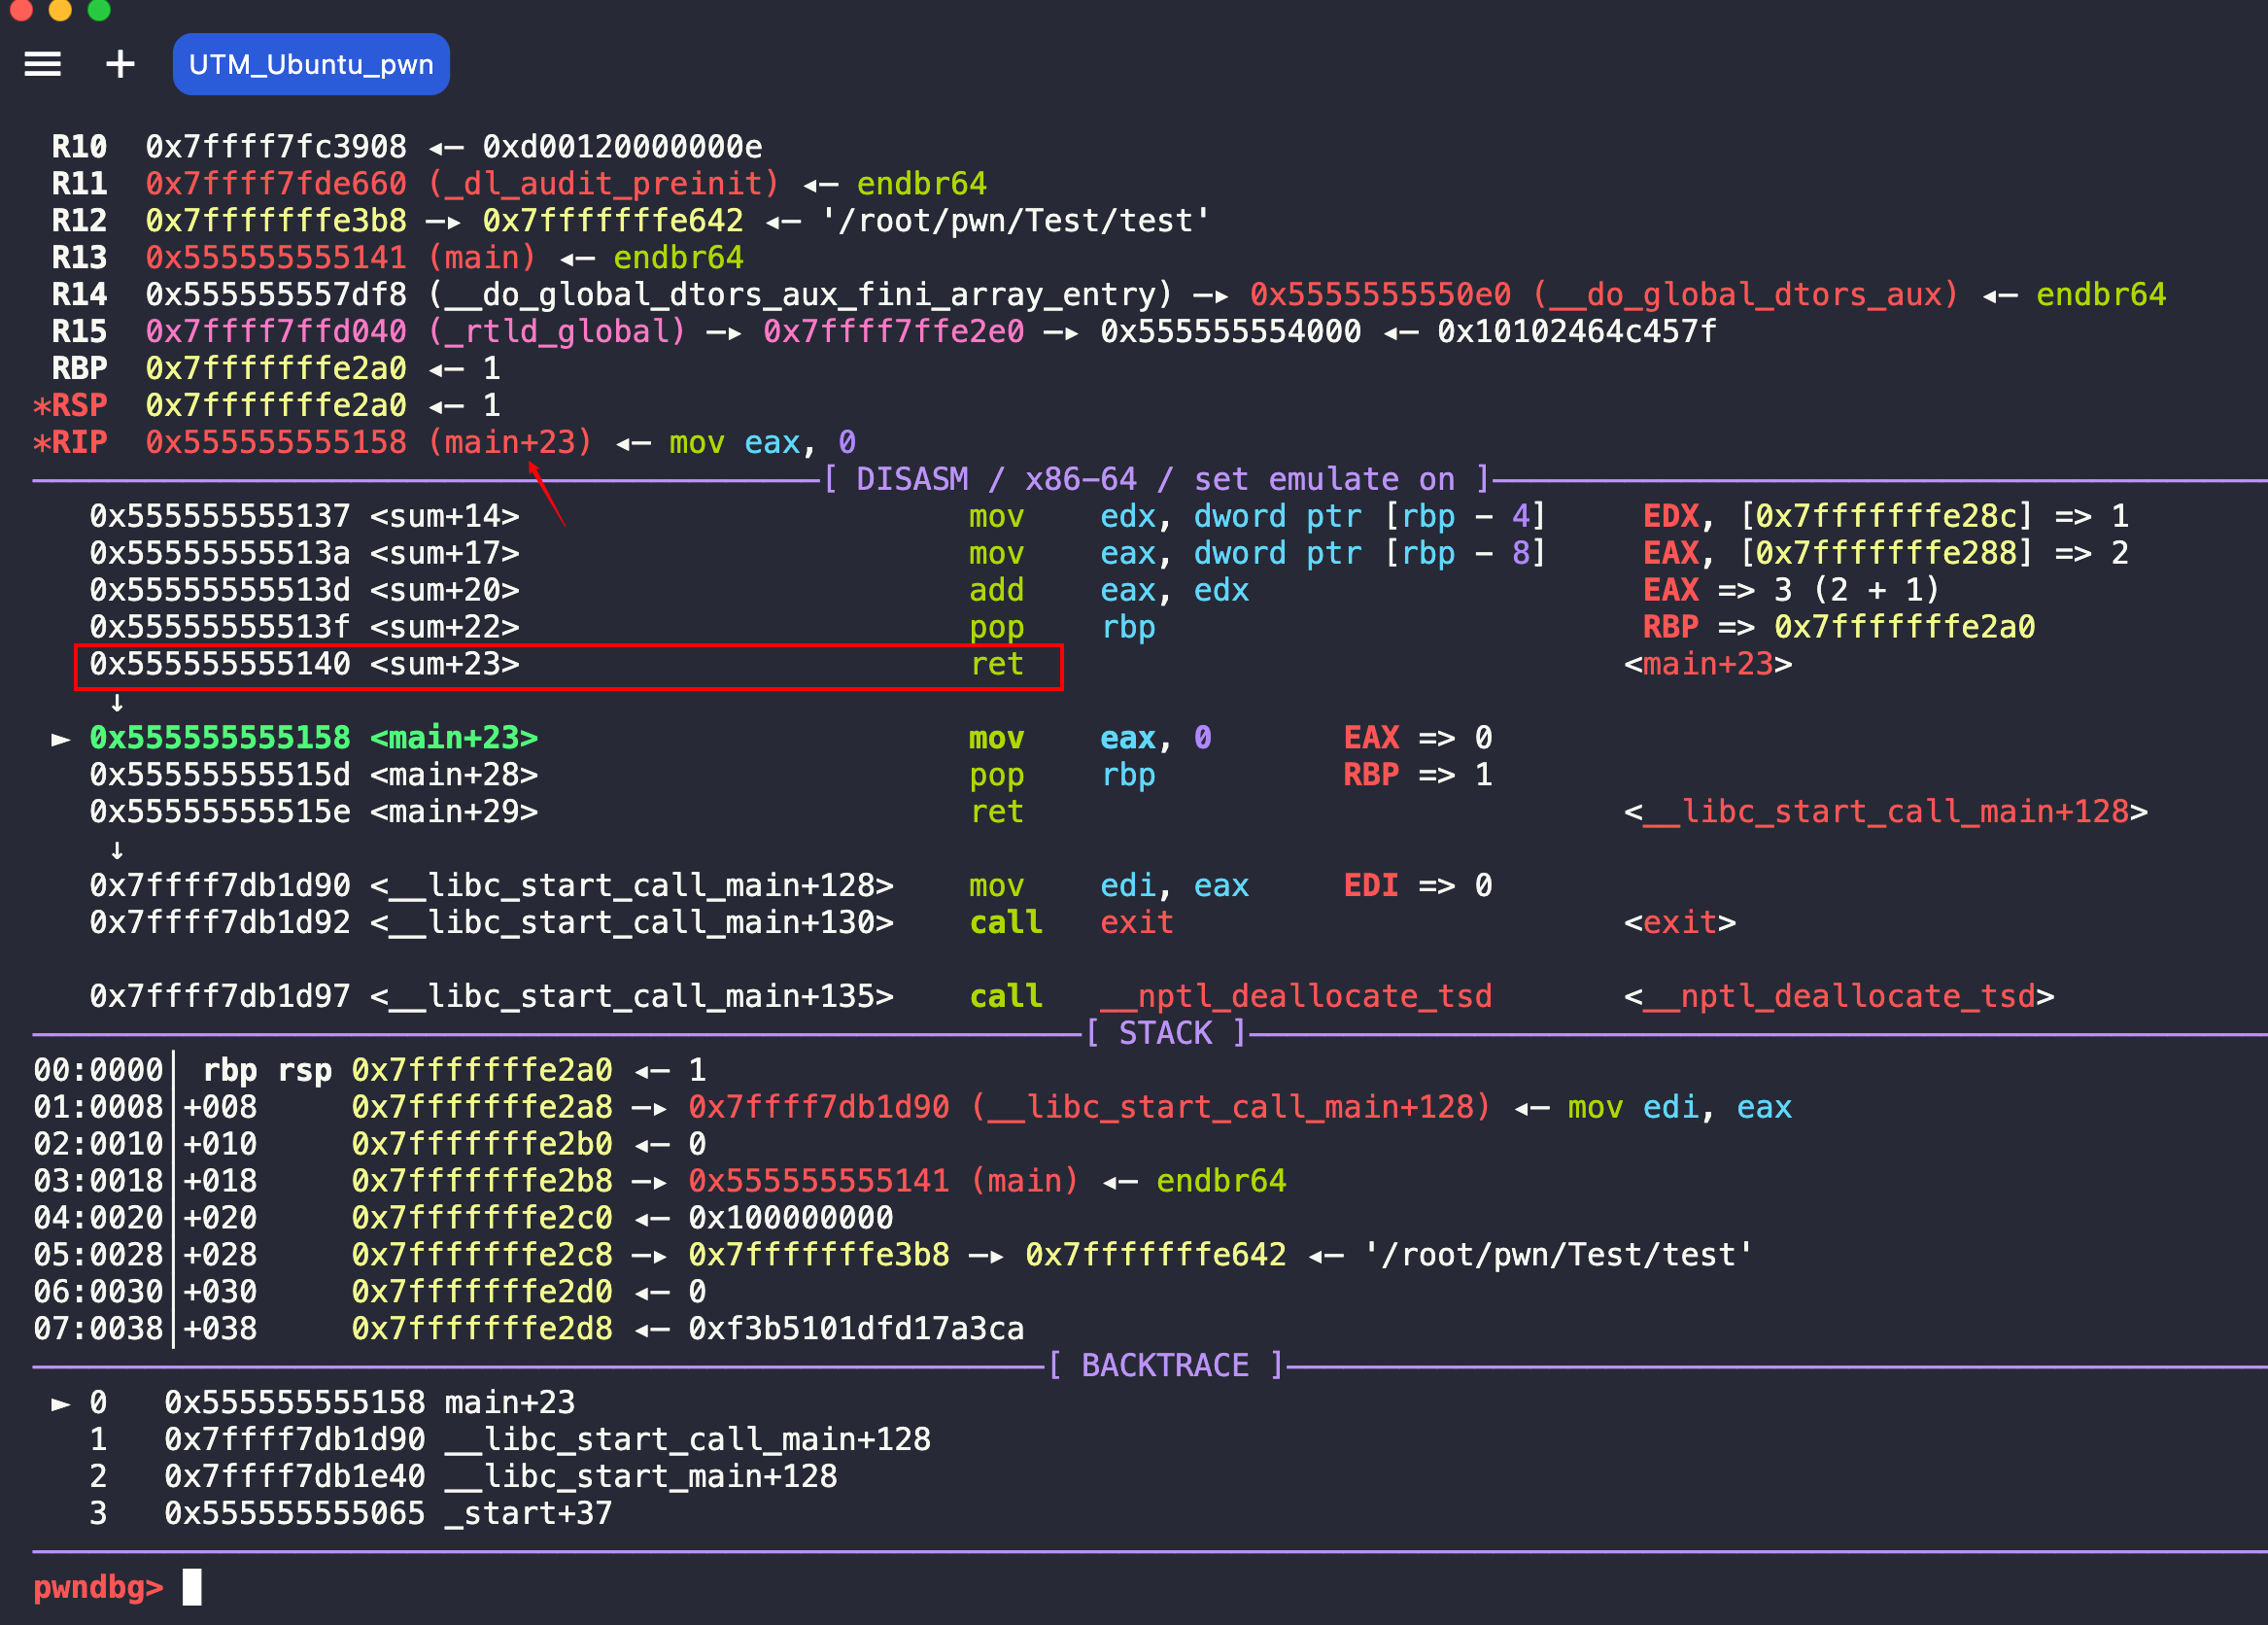 UTM_Ubuntu_pwn
R10 0x7ffff7fc3908 ◂— 0xd00120000000e
R11 0x7ffff7fde660 (_dl_audit_preinit) ◂— endbr64
R12 0x7fffffffe3b8 —▸ 0x7fffffffe642 ◂— '/root/pwn/Test/test'
R13 0x555555555141 (main) ◂— endbr64
R14 0x555555557df8 (__do_global_dtors_aux_fini_array_entry) —▸ 0x5555555550e0 (__do_global_dtors_aux) ◂— endbr64
R15 0x7ffff7ffd040 (_rtld_global) —▸ 0x7ffff7ffe2e0 —▸ 0x555555554000 ◂— 0x10102464c457f
RBP 0x7fffffffe2a0 ◂— 1
*RSP 0x7fffffffe2a0 ◂— 1
*RIP 0x555555555158 (main+23) ◂— mov eax, 0
[ DISASM / x86-64 / set emulate on ]
0x555555555137 <sum+14> mov edx, dword ptr [rbp - 4] EDX, [0x7fffffffe28c] => 1
0x55555555513a <sum+17> mov eax, dword ptr [rbp - 8] EAX, [0x7fffffffe288] => 2
0x55555555513d <sum+20> add eax, edx EAX => 3 (2 + 1)
0x55555555513f <sum+22> pop rbp RBP => 0x7fffffffe2a0
0x555555555140 <sum+23> ret <main+23>
↓
► 0x555555555158 <main+23> mov eax, 0 EAX => 0
0x55555555515d <main+28> pop rbp RBP => 1
0x55555555515e <main+29> ret <__libc_start_call_main+128>
↓
0x7ffff7db1d90 <__libc_start_call_main+128> mov edi, eax EDI => 0
0x7ffff7db1d92 <__libc_start_call_main+130> call exit <exit>
0x7ffff7db1d97 <__libc_start_call_main+135> call __nptl_deallocate_tsd <__nptl_deallocate_tsd>
[ STACK ]
00:0000│ rbp rsp 0x7fffffffe2a0 ◂— 1
01:0008│+008 0x7fffffffe2a8 —▸ 0x7ffff7db1d90 (__libc_start_call_main+128) ◂— mov edi, eax
02:0010│+010 0x7fffffffe2b0 ◂— 0
03:0018│+018 0x7fffffffe2b8 —▸ 0x555555555141 (main) ◂— endbr64
04:0020│+020 0x7fffffffe2c0 ◂— 0x100000000
05:0028│+028 0x7fffffffe2c8 —▸ 0x7fffffffe3b8 —▸ 0x7fffffffe642 ◂— '/root/pwn/Test/test'
06:0030│+030 0x7fffffffe2d0 ◂— 0
07:0038│+038 0x7fffffffe2d8 ◂— 0xf3b5101dfd17a3ca
[ BACKTRACE ]
► 0 0x555555555158 main+23
1 0x7ffff7db1d90 __libc_start_call_main+128
2 0x7ffff7db1e40 __libc_start_main+128
3 0x555555555065 _start+37
pwndbg>